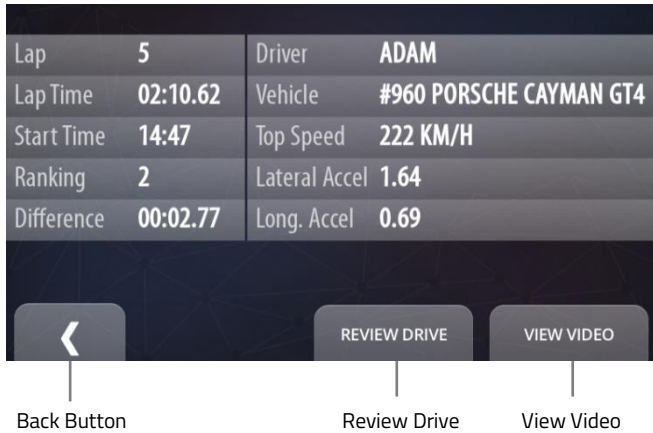 Lap 5 Driver ADAM
Lap Time 02:10.62 Vehicle #960 PORSCHE CAYMAN GT4
Start Time 14:47 Top Speed 222 KM/H
Ranking 2 Lateral Accel 1.64
Difference 00:02.77 Long. Accel 0.69
REVIEW DRIVE VIEW VIDEO
Back Button Review Drive View Video